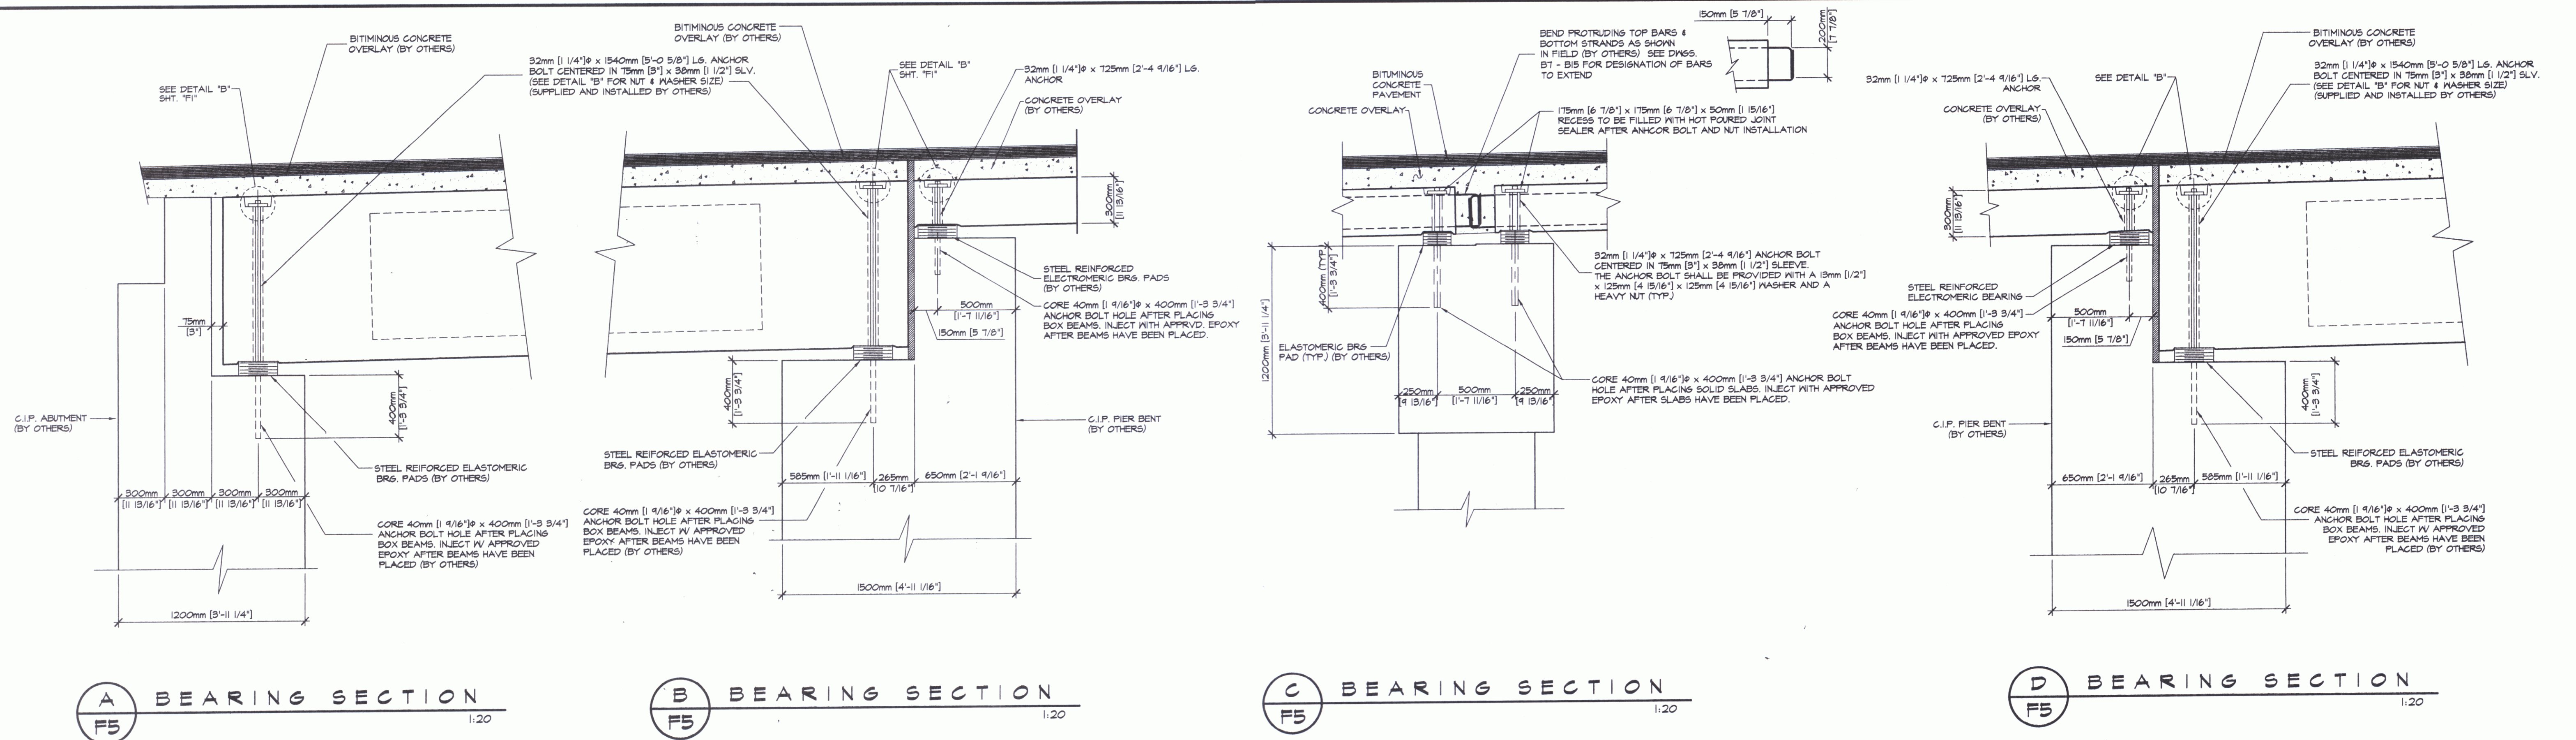 BITIMINOUS CONCRETE
OVERLAY (BY OTHERS)
SEE DETAIL "B"
SHT. "F1"
32mm [1 1/4"]Φ x 1540mm [5'-0 5/8"] LG. ANCHOR
BOLT CENTERED IN 75mm [3"] x 38mm [1 1/2"] SLV.
(SEE DETAIL "B" FOR NUT & WASHER SIZE)
(SUPPLIED AND INSTALLED BY OTHERS)
75mm
[3"]
C.I.P. ABUTMENT
(BY OTHERS)
400mm
[1'-3 3/4"]
STEEL REIFORCED ELASTOMERIC
BRG. PADS (BY OTHERS)
300mm 300mm 300mm 300mm
[11 13/16"] [11 13/16"] [11 13/16"] [11 13/16"]
CORE 40mm [1 9/16"]Φ x 400mm [1'-3 3/4"]
ANCHOR BOLT HOLE AFTER PLACING
BOX BEAMS. INJECT W/ APPROVED
EPOXY AFTER BEAMS HAVE BEEN
PLACED (BY OTHERS)
1200mm [3'-11 1/4"]
A
F5
BEARING SECTION
1:20
BITIMINOUS CONCRETE
OVERLAY (BY OTHERS)
SEE DETAIL "B"
SHT. "F1"
32mm [1 1/4"]Φ x 725mm [2'-4 9/16"] LG.
ANCHOR
CONCRETE OVERLAY
(BY OTHERS)
300mm
[11 13/16"]
STEEL REINFORCED
ELECTROMERIC BRG. PADS
(BY OTHERS)
500mm
[1'-7 11/16"]
150mm [5 7/8"]
CORE 40mm [1 9/16"]Φ x 400mm [1'-3 3/4"]
ANCHOR BOLT HOLE AFTER PLACING
BOX BEAMS. INJECT WITH APPRVD. EPOXY
AFTER BEAMS HAVE BEEN PLACED.
400mm
[1'-3 3/4"]
C.I.P. PIER BENT
(BY OTHERS)
STEEL REIFORCED ELASTOMERIC
BRG. PADS (BY OTHERS)
585mm [1'-11 1/16"] 265mm 650mm [2'-1 9/16"]
[10 7/16"]
CORE 40mm [1 9/16"]Φ x 400mm [1'-3 3/4"]
ANCHOR BOLT HOLE AFTER PLACING
BOX BEAMS. INJECT W/ APPROVED
EPOXY AFTER BEAMS HAVE BEEN
PLACED (BY OTHERS)
1500mm [4'-11 1/16"]
B
F5
BEARING SECTION
1:20
150mm [5 7/8"]
200mm
[7 7/8"]
BEND PROTRUDING TOP BARS &
BOTTOM STRANDS AS SHOWN
IN FIELD (BY OTHERS) SEE DWGS.
B7 - B15 FOR DESIGNATION OF BARS
TO EXTEND
BITUMINOUS
CONCRETE
PAVEMENT
CONCRETE OVERLAY
175mm [6 7/8"] x 175mm [6 7/8"] x 50mm [1 15/16"]
RECESS TO BE FILLED WITH HOT POURED JOINT
SEALER AFTER ANHCOR BOLT AND NUT INSTALLATION
400mm (TYP.)
[1'-3 3/4"]
1200mm [3'-11 1/4"]
32mm [1 1/4"]Φ x 725mm [2'-4 9/16"] ANCHOR BOLT
CENTERED IN 75mm [3"] x 38mm [1 1/2"] SLEEVE.
THE ANCHOR BOLT SHALL BE PROVIDED WITH A 13mm [1/2"]
x 125mm [4 15/16"] x 125mm [4 15/16"] WASHER AND A
HEAVY NUT (TYP.)
ELASTOMERIC BRG
PAD (TYP.) (BY OTHERS)
250mm 500mm 250mm
[9 13/16"] [1'-7 11/16"] [9 13/16"]
CORE 40mm [1 9/16"]Φ x 400mm [1'-3 3/4"] ANCHOR BOLT
HOLE AFTER PLACING SOLID SLABS. INJECT WITH APPROVED
EPOXY AFTER SLABS HAVE BEEN PLACED.
C
F5
BEARING SECTION
1:20
BITIMINOUS CONCRETE
OVERLAY (BY OTHERS)
32mm [1 1/4"]Φ x 725mm [2'-4 9/16"] LG.
ANCHOR
SEE DETAIL "B"
32mm [1 1/4"]Φ x 1540mm [5'-0 5/8"] LG. ANCHOR
BOLT CENTERED IN 75mm [3"] x 38mm [1 1/2"] SLV.
(SEE DETAIL "B" FOR NUT & WASHER SIZE)
(SUPPLIED AND INSTALLED BY OTHERS)
CONCRETE OVERLAY
(BY OTHERS)
300mm
[11 13/16"]
STEEL REINFORCED
ELECTROMERIC BEARING
500mm
[1'-7 11/16"]
150mm [5 7/8"]
CORE 40mm [1 9/16"]Φ x 400mm [1'-3 3/4"]
ANCHOR BOLT HOLE AFTER PLACING
BOX BEAMS. INJECT WITH APPROVED EPOXY
AFTER BEAMS HAVE BEEN PLACED.
400mm
[1'-3 3/4"]
C.I.P. PIER BENT
(BY OTHERS)
STEEL REIFORCED ELASTOMERIC
BRG. PADS (BY OTHERS)
650mm [2'-1 9/16"] 265mm 585mm [1'-11 1/16"]
[10 7/16"]
CORE 40mm [1 9/16"]Φ x 400mm [1'-3 3/4"]
ANCHOR BOLT HOLE AFTER PLACING
BOX BEAMS. INJECT W/ APPROVED
EPOXY AFTER BEAMS HAVE BEEN
PLACED (BY OTHERS)
1500mm [4'-11 1/16"]
D
F5
BEARING SECTION
1:20